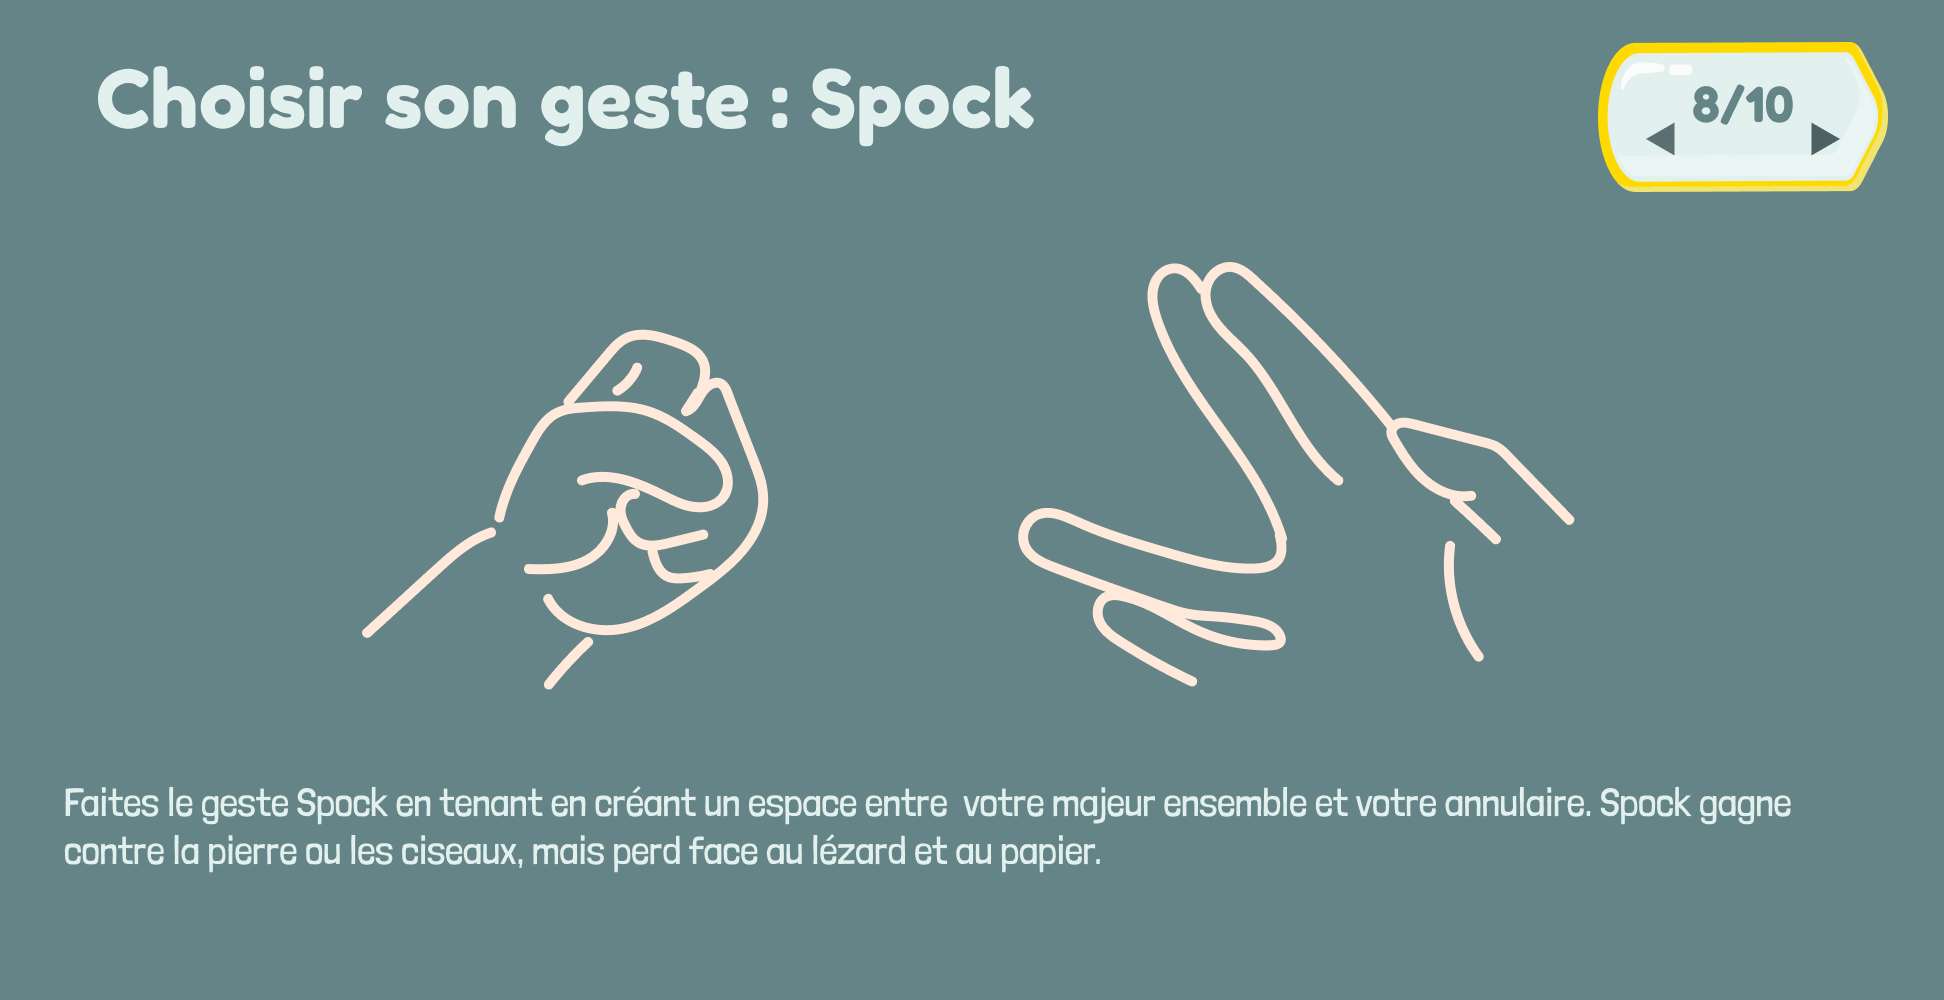 Choisir son geste : Spock
8/10
Faites le geste Spock en tenant en créant un espace entre  votre majeur ensemble et votre annulaire. Spock gagne
contre la pierre ou les ciseaux, mais perd face au lézard et au papier.